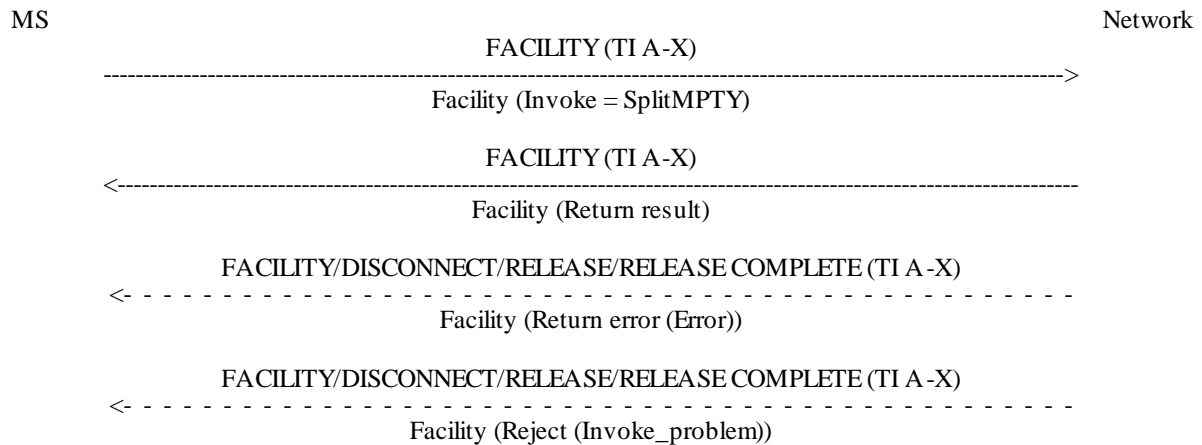 MS Network
FACILITY (TI A-X)
Facility (Invoke = SplitMPTY)
FACILITY (TI A-X)
Facility (Return result)
FACILITY/DISCONNECT/RELEASE/RELEASE COMPLETE (TI A-X)
Facility (Return error (Error))
FACILITY/DISCONNECT/RELEASE/RELEASE COMPLETE (TI A-X)
Facility (Reject (Invoke_problem))